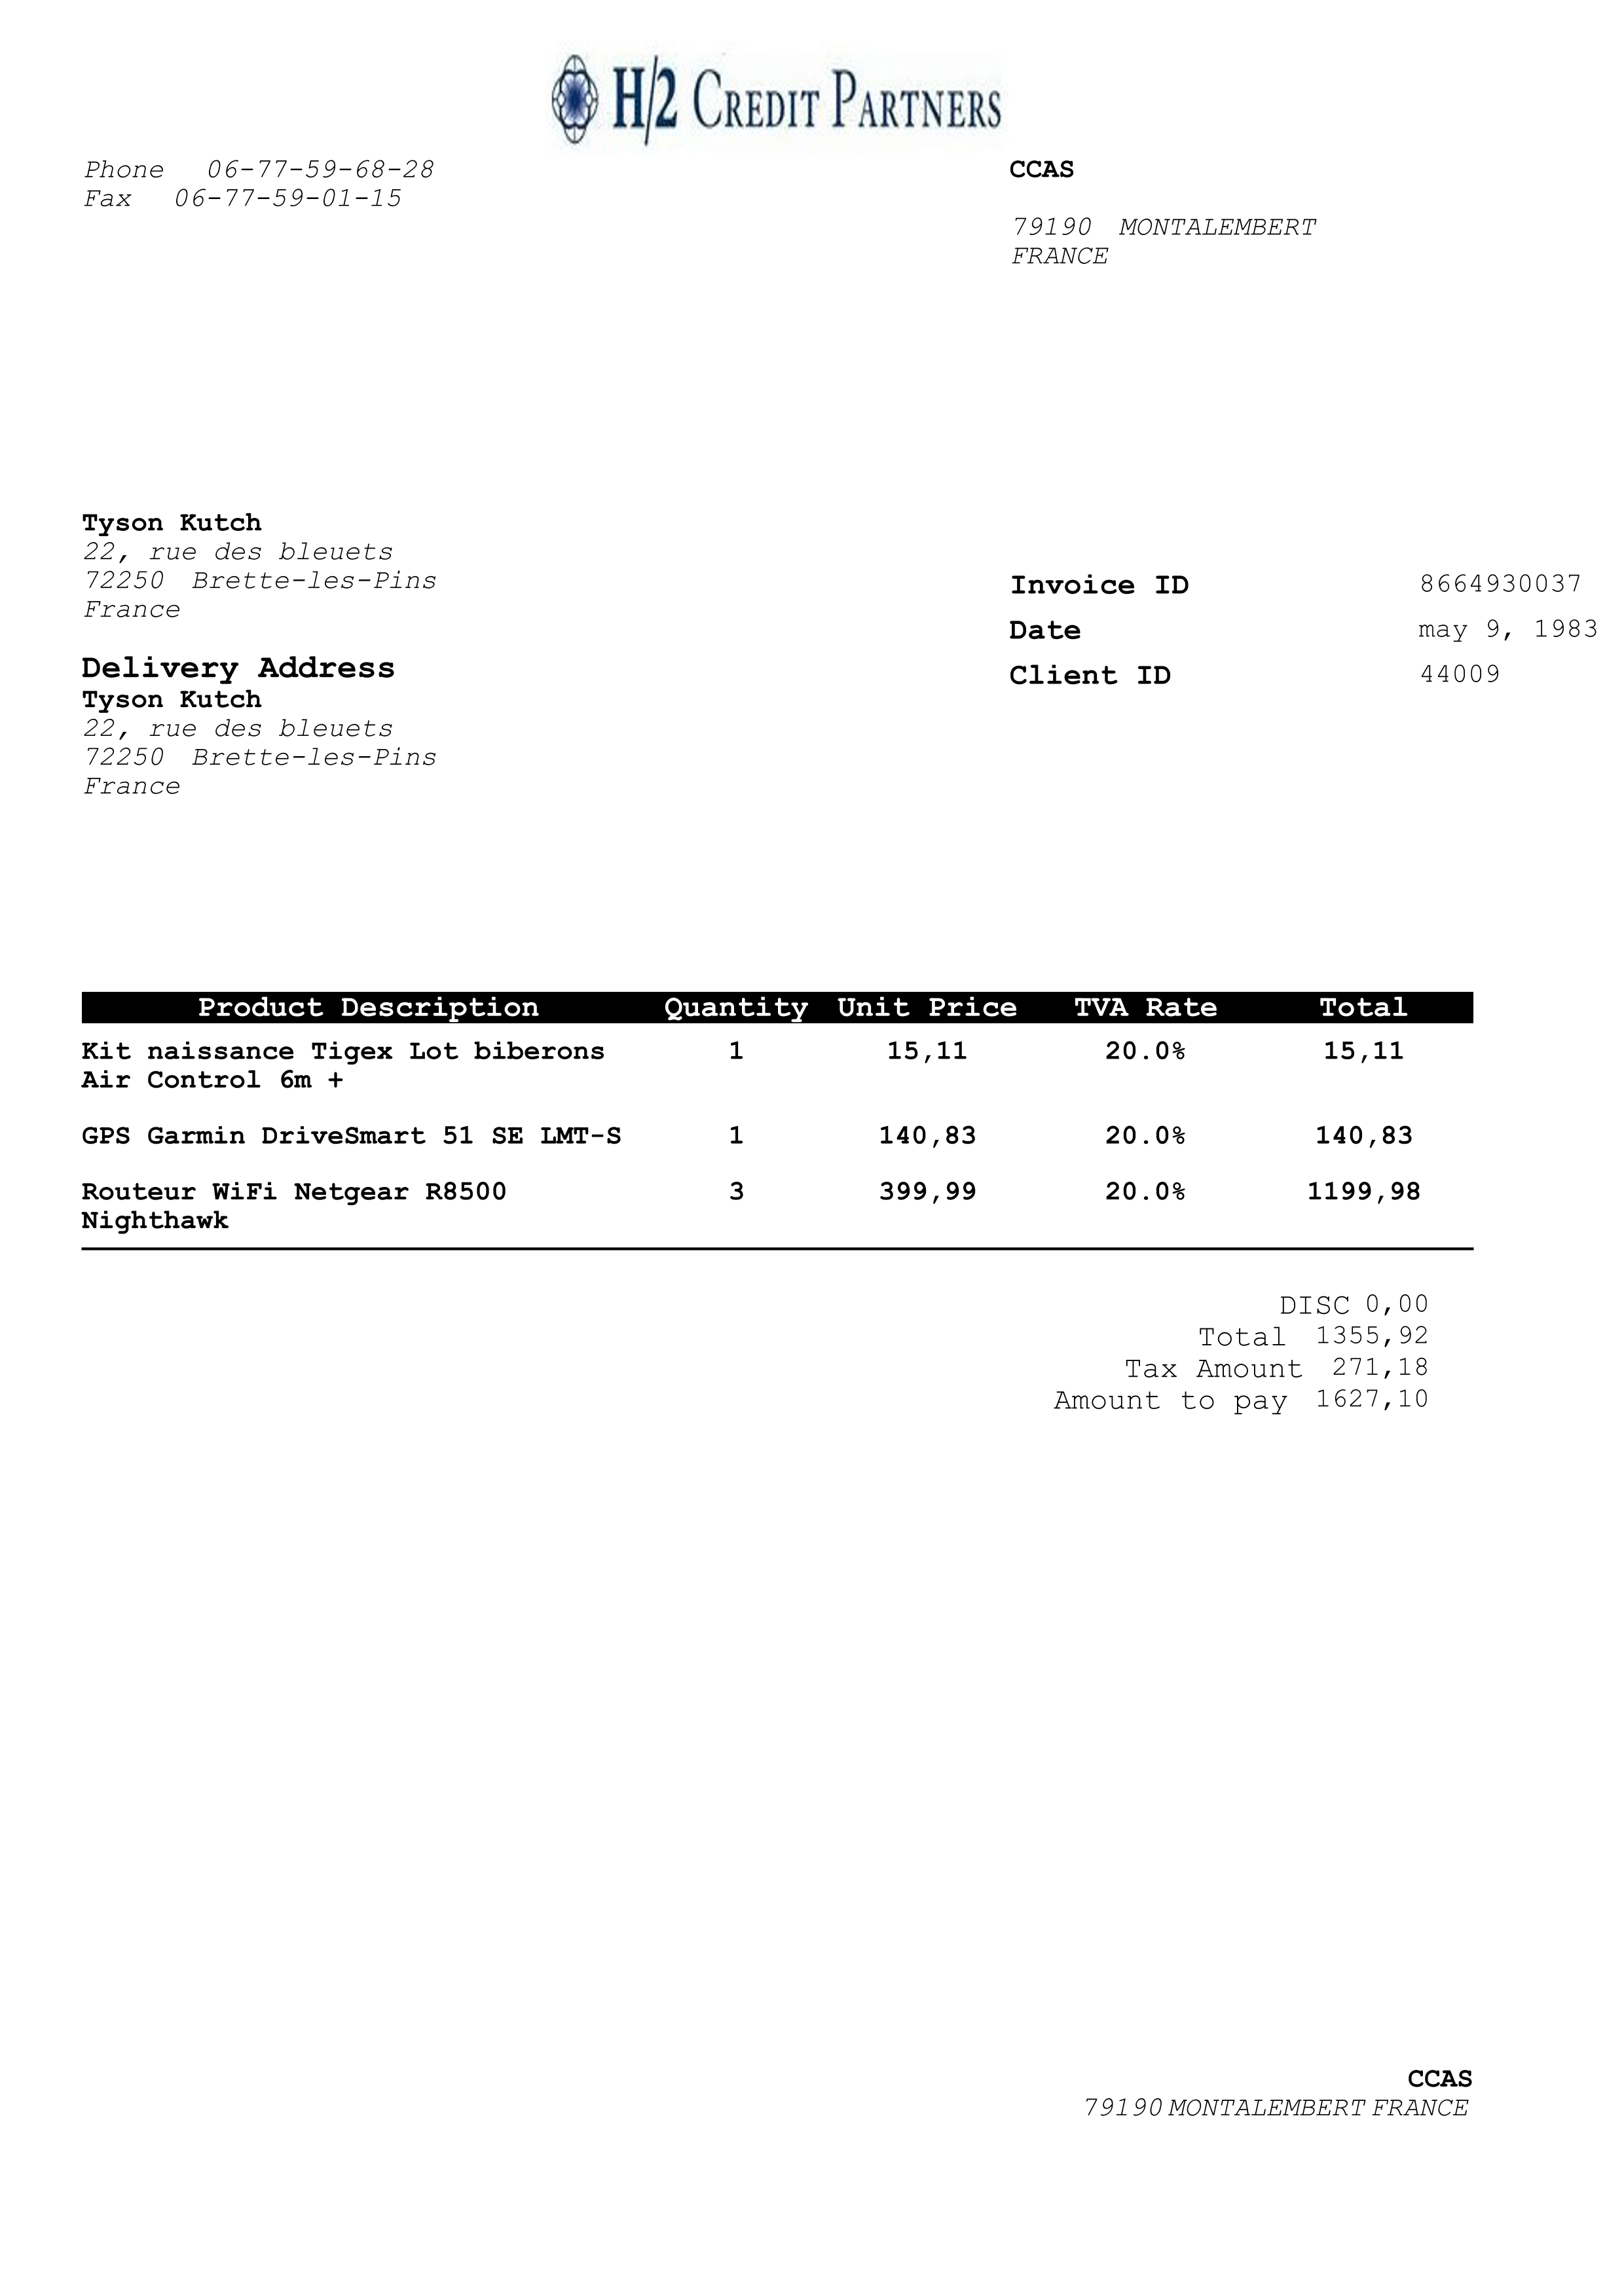 H/2 CREDIT PARTNERS
Phone 06-77-59-68-28
Fax 06-77-59-01-15
CCAS
79190 MONTALEMBERT
FRANCE
Tyson Kutch
22, rue des bleuets
72250 Brette-les-Pins
France
Invoice ID 8664930037
Date may 9, 1983
Client ID 44009
Delivery Address
Tyson Kutch
22, rue des bleuets
72250 Brette-les-Pins
France
Product Description Quantity Unit Price TVA Rate Total
Kit naissance Tigex Lot biberons 1 15,11 20.0% 15,11
Air Control 6m +
GPS Garmin DriveSmart 51 SE LMT-S 1 140,83 20.0% 140,83
Routeur WiFi Netgear R8500 3 399,99 20.0% 1199,98
Nighthawk
DISC 0,00
Total 1355,92
Tax Amount 271,18
Amount to pay 1627,10
CCAS
79190 MONTALEMBERT FRANCE